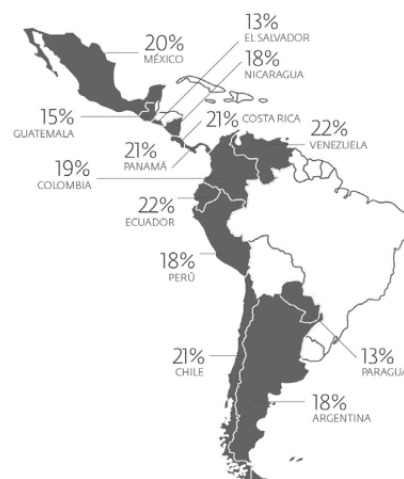 13%
EL SALVADOR
20%
MÉXICO
18%
NICARAGUA
15%
GUATEMALA
21% COSTA RICA
21%
PANAMÁ
22%
VENEZUELA
19%
COLOMBIA
22%
ECUADOR
18%
PERÚ
21%
CHILE
13%
PARAGUA
18%
ARGENTINA